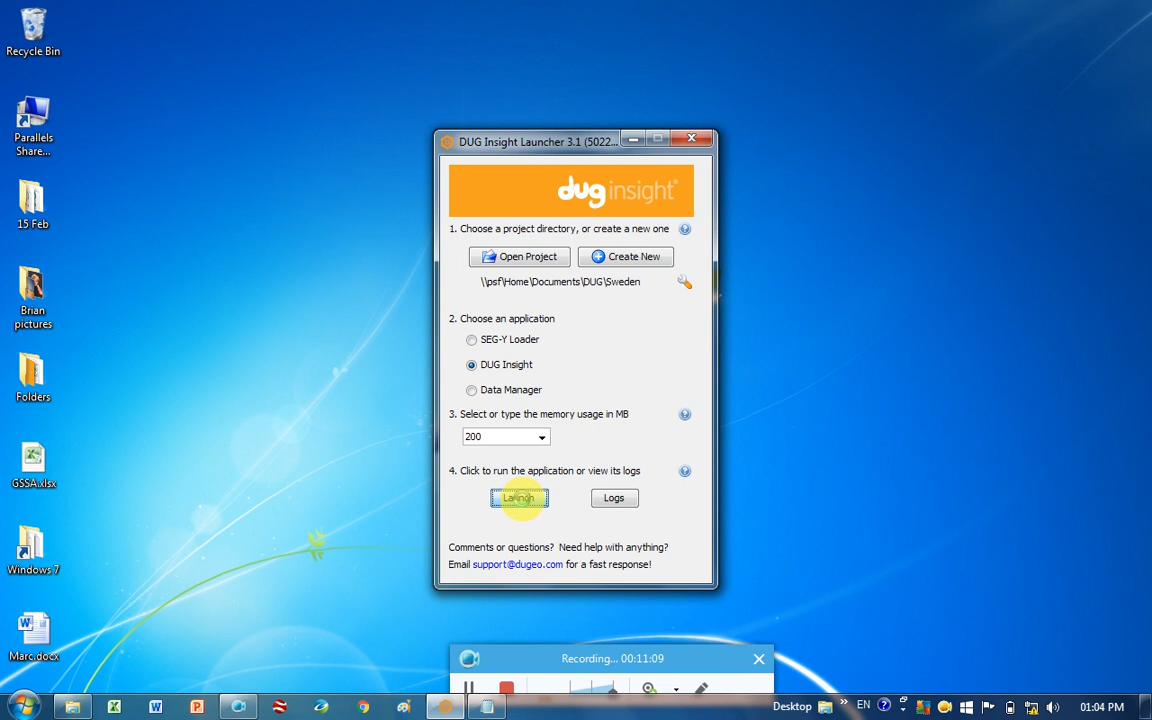 Recycle Bin
Parallels
Share...
15 Feb
Brian
pictures
Folders
GSSA.xlsx
Windows 7
Marc.docx
DUG Insight Launcher 3.1 (5022...
dug insight®
1. Choose a project directory, or create a new one
Open Project
Create New
\\psf\Home\Documents\DUG\Sweden
2. Choose an application
SEG-Y Loader
DUG Insight
Data Manager
3. Select or type the memory usage in MB
200
4. Click to run the application or view its logs
Launch
Logs
Comments or questions? Need help with anything?
Email support@dugeo.com for a fast response!
Recording... 00:11:09
Desktop
EN
01:04 PM